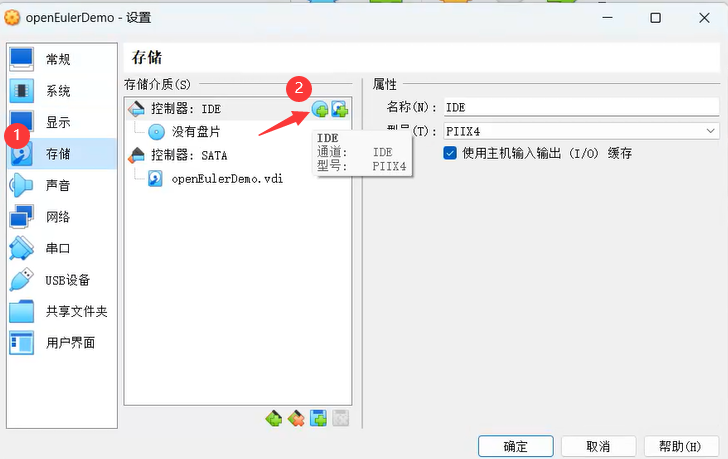 openEulerDemo - 设置
常规
系统
显示
1
存储
声音
网络
串口
USB设备
共享文件夹
用户界面
存储
存储介质(S)
2
控制器: IDE
没有盘片
控制器: SATA
openEulerDemo.vdi
IDE
通道: IDE
型号: PIIX4
属性
名称(N): IDE
型号(T): PIIX4
使用主机输入输出 (I/O) 缓存
确定
取消
帮助(H)